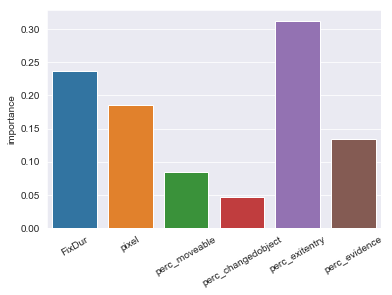 0.30
0.25
0.20
0.15
0.10
0.05
0.00
importance
FixDur
pixel
perc_moveable
perc_changedobject
perc_exitentry
perc_evidence